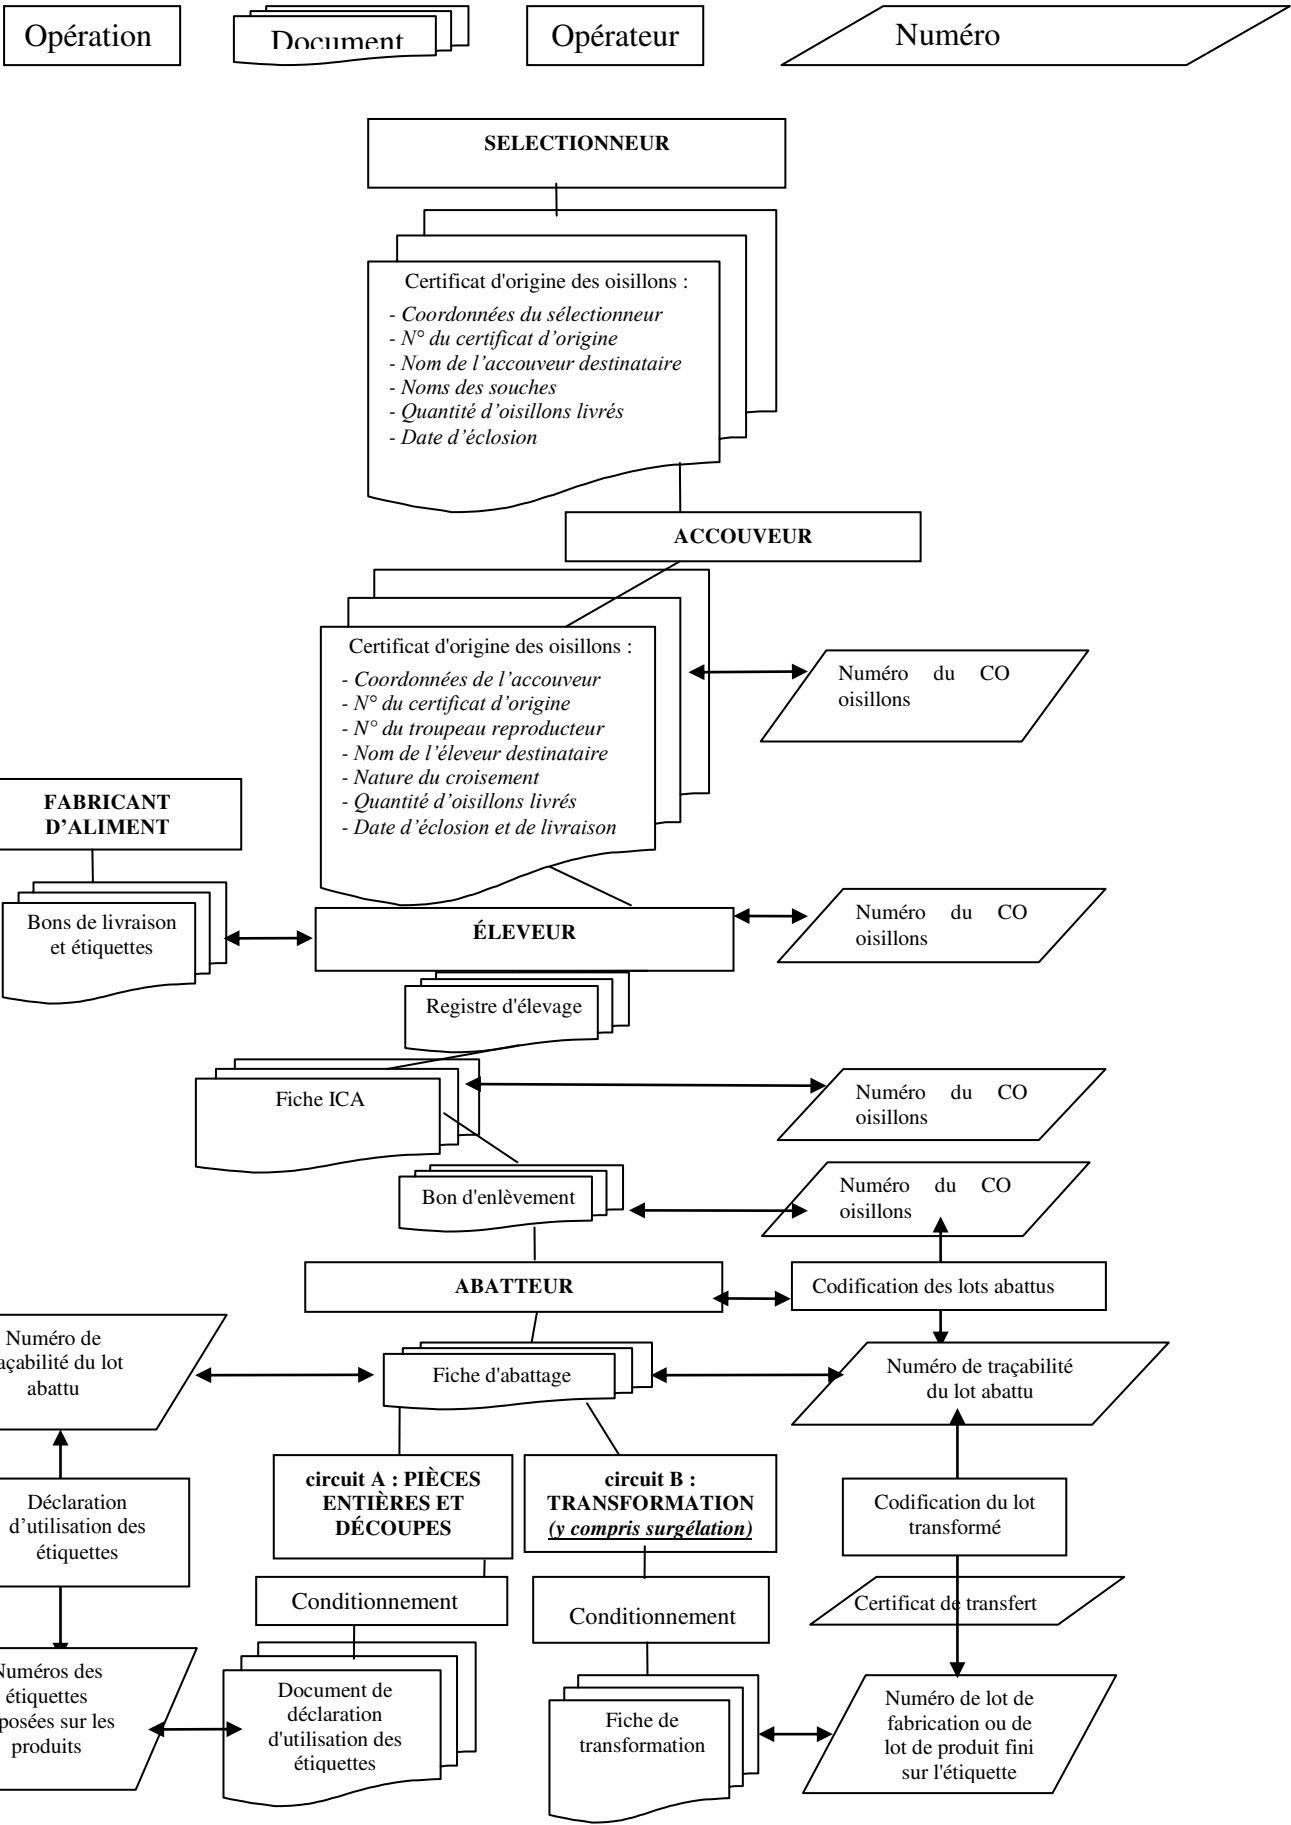 Opération
Document
Opérateur
Numéro
SELECTIONNEUR
Certificat d'origine des oisillons :
- Coordonnées du sélectionneur
- N° du certificat d’origine
- Nom de l’accouveur destinataire
- Noms des souches
- Quantité d’oisillons livrés
- Date d’éclosion
ACCOUVEUR
Certificat d'origine des oisillons :
- Coordonnées de l’accouveur
- N° du certificat d’origine
- N° du troupeau reproducteur
- Nom de l’éleveur destinataire
- Nature du croisement
- Quantité d’oisillons livrés
- Date d’éclosion et de livraison
Numéro du CO
oisillons
FABRICANT
D’ALIMENT
Bons de livraison
et étiquettes
ÉLEVEUR
Numéro du CO
oisillons
Registre d'élevage
Fiche ICA
Numéro du CO
oisillons
Bon d'enlèvement
Numéro du CO
oisillons
ABATTEUR
Codification des lots abattus
Numéro de
açabilité du lot
abattu
Fiche d'abattage
Numéro de traçabilité
du lot abattu
Déclaration
d’utilisation des
étiquettes
circuit A : PIÈCES
ENTIÈRES ET
DÉCOUPES
circuit B :
TRANSFORMATION
(y compris surgélation)
Codification du lot
transformé
Conditionnement
Conditionnement
Certificat de transfert
Numéros des
étiquettes
posées sur les
produits
Document de
déclaration
d'utilisation des
étiquettes
Fiche de
transformation
Numéro de lot de
fabrication ou de
lot de produit fini
sur l'étiquette